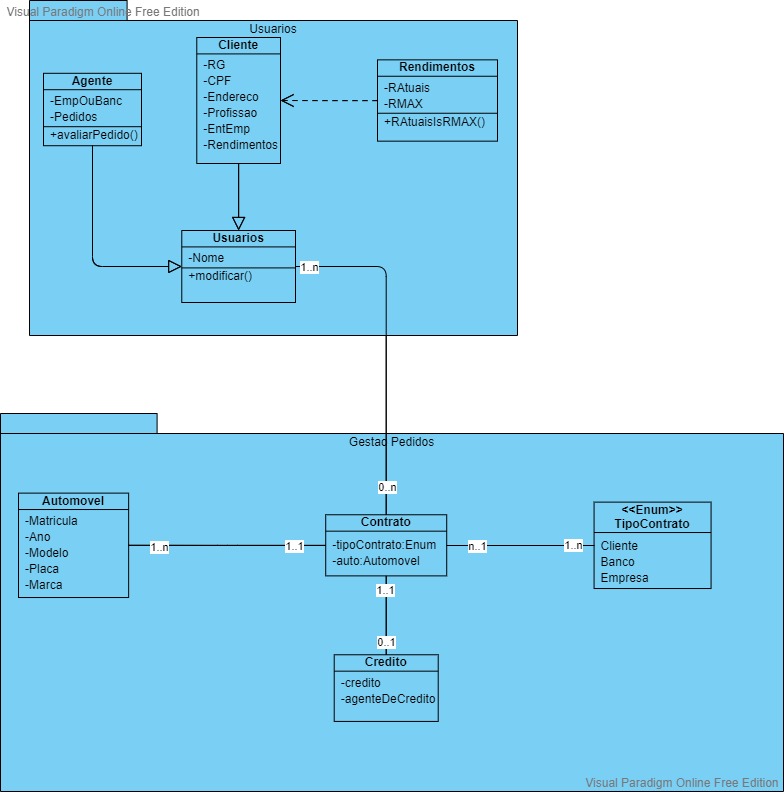 Visual Paradigm Online Free Edition
Usuarios
Cliente
-RG
-CPF
-Endereco
-Profissao
-EntEmp
-Rendimentos
Agente
-EmpOuBanc
-Pedidos
+avaliarPedido()
Rendimentos
-RAtuais
-RMAX
+RAtuaisIsRMAX()
Usuarios
-Nome
+modificar()
1..n
Gestao Pedidos
0..n
Automovel
-Matricula
-Ano
-Modelo
-Placa
-Marca
1..n
1..1
Contrato
-tipoContrato:Enum
-auto:Automovel
n..1
1..n
<<Enum>>
TipoContrato
Cliente
Banco
Empresa
1..1
0..1
Credito
-credito
-agenteDeCredito
Visual Paradigm Online Free Edition